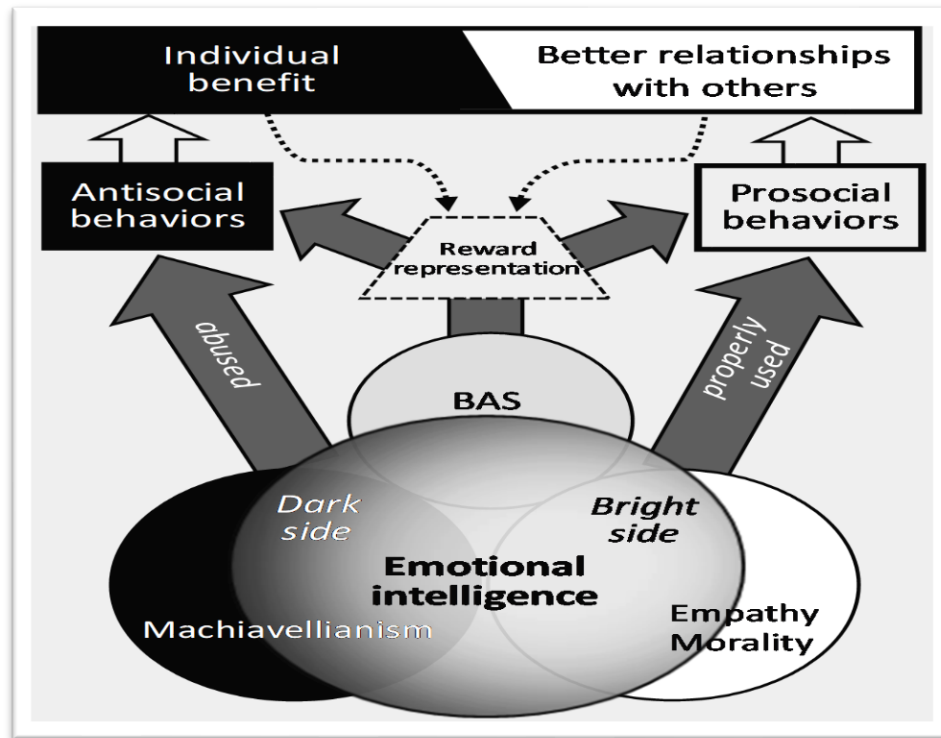 Individual
benefit
Better relationships
with others
Antisocial
behaviors
Prosocial
behaviors
Reward
representation
abused
properly
used
BAS
Dark
side
Bright
side
Emotional
intelligence
Machiavellianism
Empathy
Morality